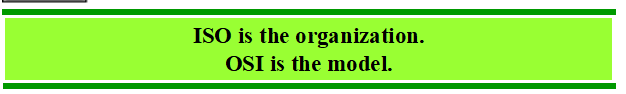 ISO is the organization.
OSI is the model.